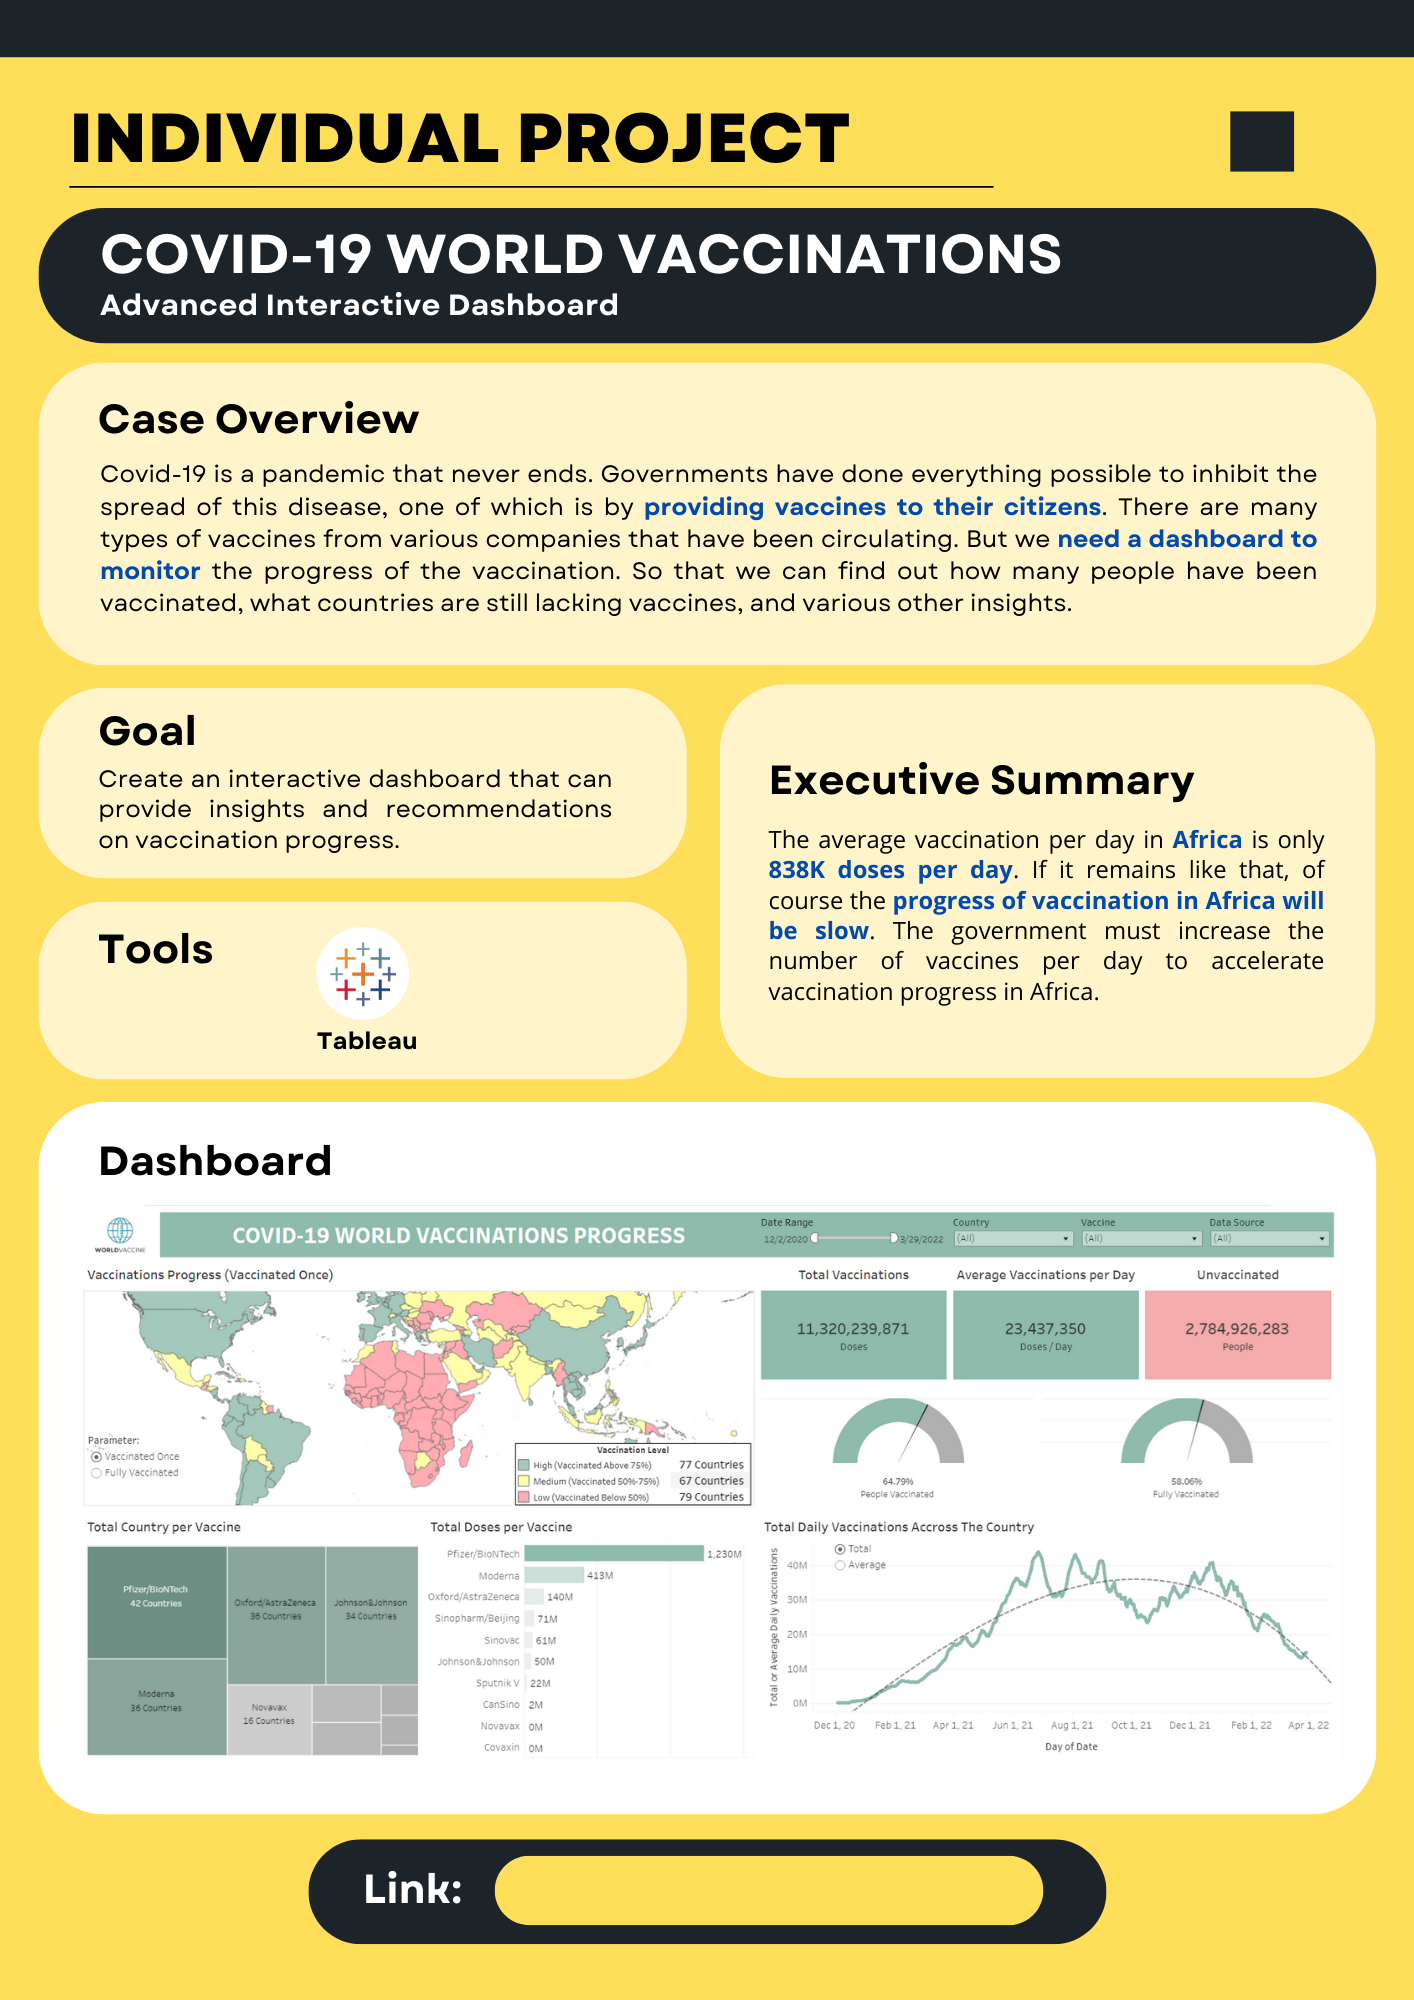 INDIVIDUAL PROJECT
COVID-19 WORLD VACCINATIONS
Advanced Interactive Dashboard
Case Overview
Covid-19 is a pandemic that never ends. Governments have done everything possible to inhibit the
spread of this disease, one of which is by providing vaccines to their citizens. There are many
types of vaccines from various companies that have been circulating. But we need a dashboard to
monitor the progress of the vaccination. So that we can find out how many people have been
vaccinated, what countries are still lacking vaccines, and various other insights.
Goal
Create an interactive dashboard that can
provide insights and recommendations
on vaccination progress.
Tools
Tableau
Executive Summary
The average vaccination per day in Africa is only
838K doses per day. If it remains like that, of
course the progress of vaccination in Africa will
be slow. The government must increase the
number of vaccines per day to accelerate
vaccination progress in Africa.
Dashboard
WORLDVACCINE
COVID-19 WORLD VACCINATIONS PROGRESS
Date Range
12/2/2020
3/29/2022
Country
(All)
Vaccine
(All)
Data Source
(All)
Vaccinations Progress (Vaccinated Once)
Parameter:
Vaccinated Once
Fully Vaccinated
Vaccination Level
High (Vaccinated Above 75%) 77 Countries
Medium (Vaccinated 50%-75%) 67 Countries
Low (Vaccinated Below 50%) 79 Countries
Total Vaccinations
11,320,239,871
Doses
Average Vaccinations per Day
23,437,350
Doses / Day
Unvaccinated
2,784,926,283
People
64.79%
People Vaccinated
58.06%
Fully Vaccinated
Total Country per Vaccine
Pfizer/BioNTech
42 Countries
Oxford/AstraZeneca
36 Countries
Johnson&Johnson
34 Countries
Moderna
36 Countries
Novavax
16 Countries
Total Doses per Vaccine
Pfizer/BioNTech 1,230M
Moderna 413M
Oxford/AstraZeneca 140M
Sinopharm/Beijing 71M
Sinovac 61M
Johnson&Johnson 50M
Sputnik V 22M
CanSino 2M
Novavax 0M
Covaxin 0M
Total Daily Vaccinations Accross The Country
Total
Average
Total or Average Daily Vaccinations
40M
30M
20M
10M
0M
Dec 1, 20 Feb 1, 21 Apr 1, 21 Jun 1, 21 Aug 1, 21 Oct 1, 21 Dec 1, 21 Feb 1, 22 Apr 1, 22
Day of Date
Link: